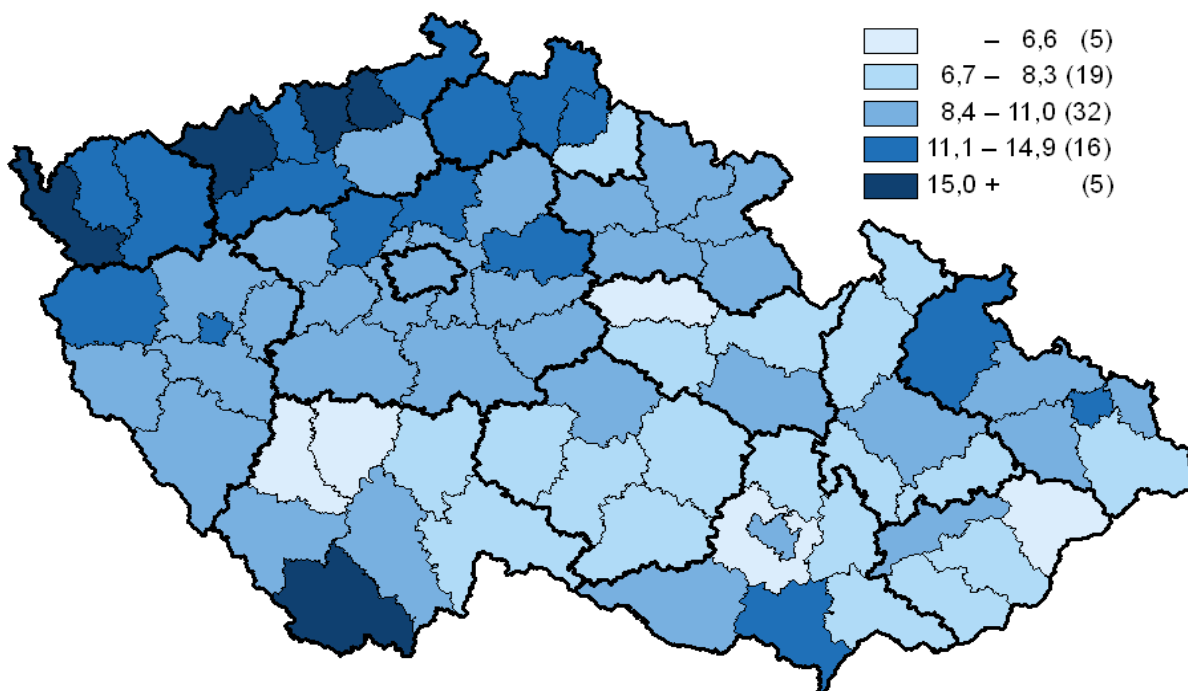 – 6,6 (5)
6,7 – 8,3 (19)
8,4 – 11,0 (32)
11,1 – 14,9 (16)
15,0 + (5)